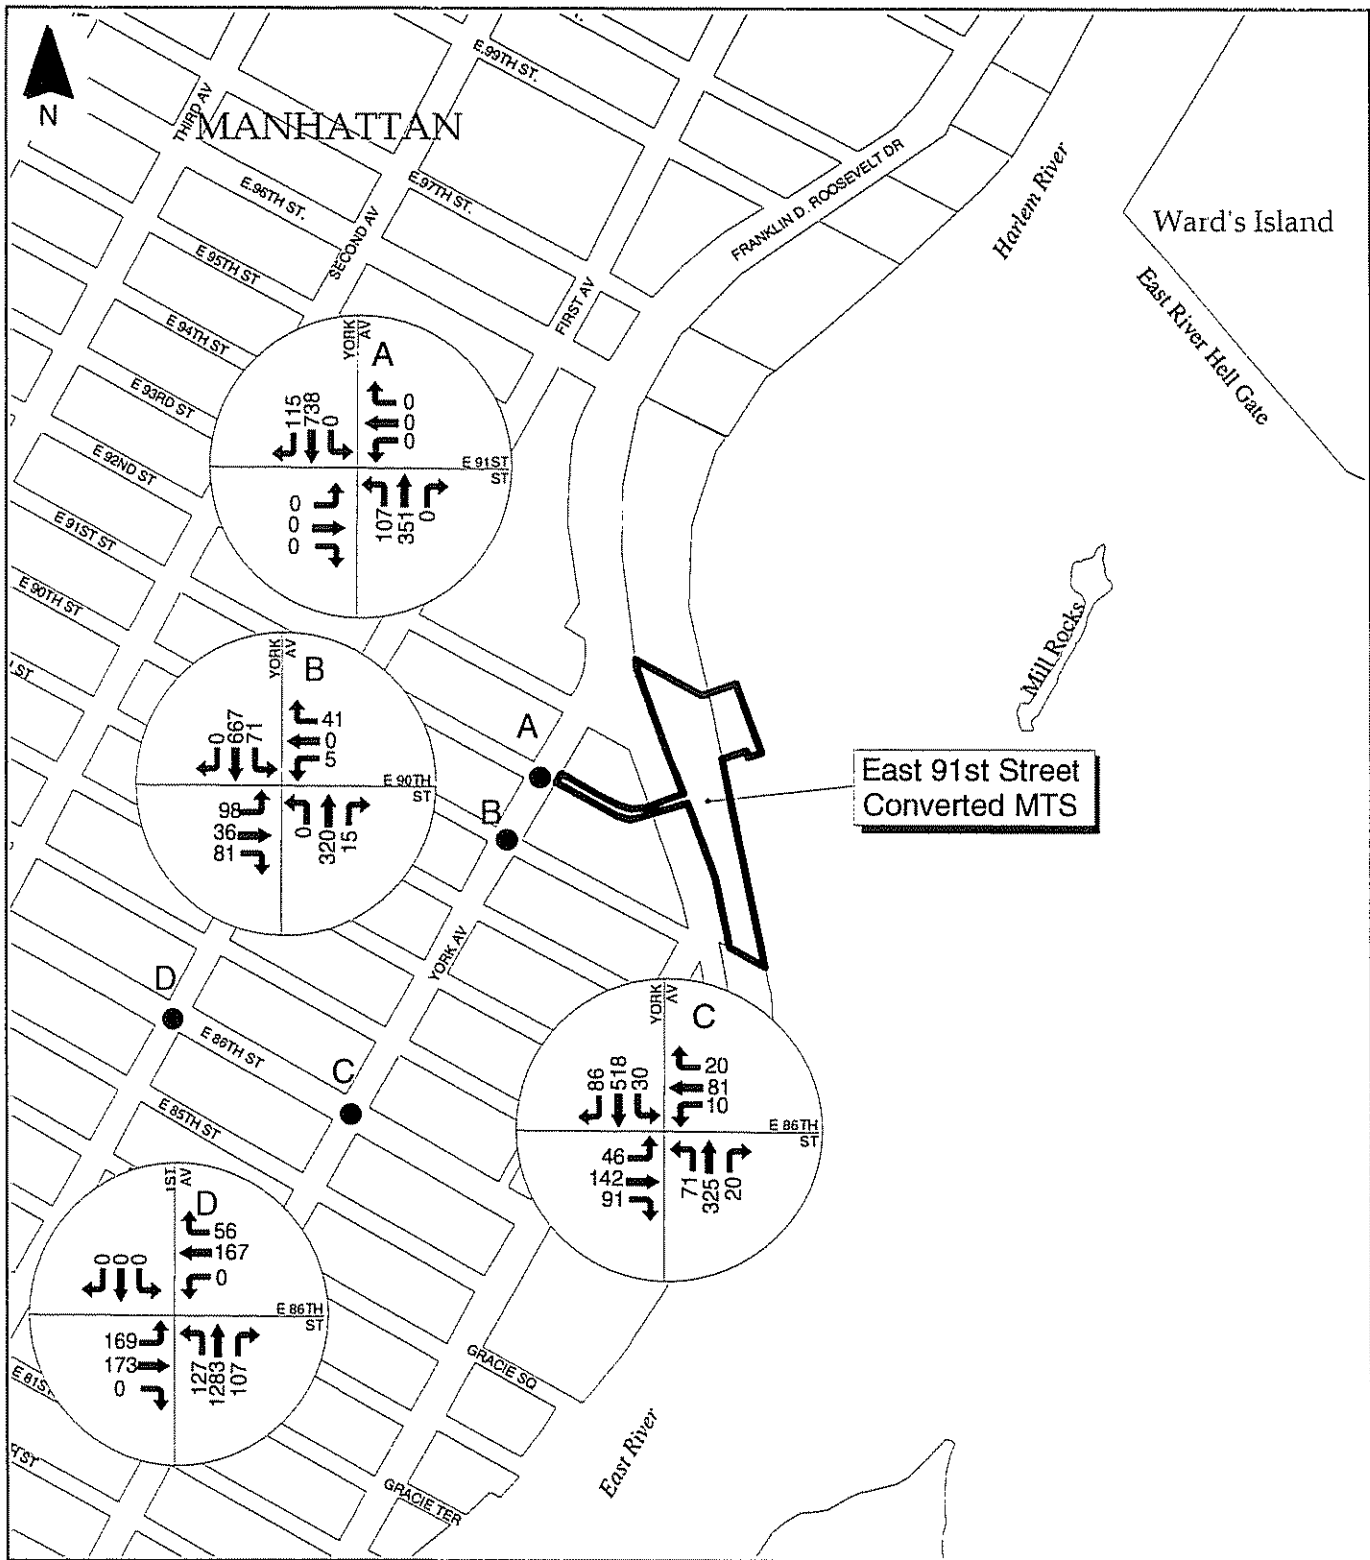 N
MANHATTAN
THIRD AV
E.99TH ST.
E.96TH ST.
E.97TH ST.
SECOND AV
E 95TH ST
FIRST AV
E 94TH ST
E 93RD ST
E 92ND ST
E 91ST ST
E 90TH ST
FRANKLIN D. ROOSEVELT DR
Harlem River
Ward's Island
East River Hell Gate
Mill Rocks
YORK AV
A
115
738
0
0
0
0
E 91ST ST
0
0
0
107
351
0
YORK AV
B
0
667
71
41
0
5
E 90TH ST
98
36
81
0
320
15
A
B
East 91st Street
Converted MTS
YORK AV
D
E 86TH ST
C
E 85TH ST
YORK AV
C
86
518
30
20
81
10
E 86TH ST
46
142
91
71
325
20
1ST AV
D
0
0
0
56
167
0
E 86TH ST
169
173
0
127
1283
107
E 81S
GRACIE SQ
GRACIE TER
East River